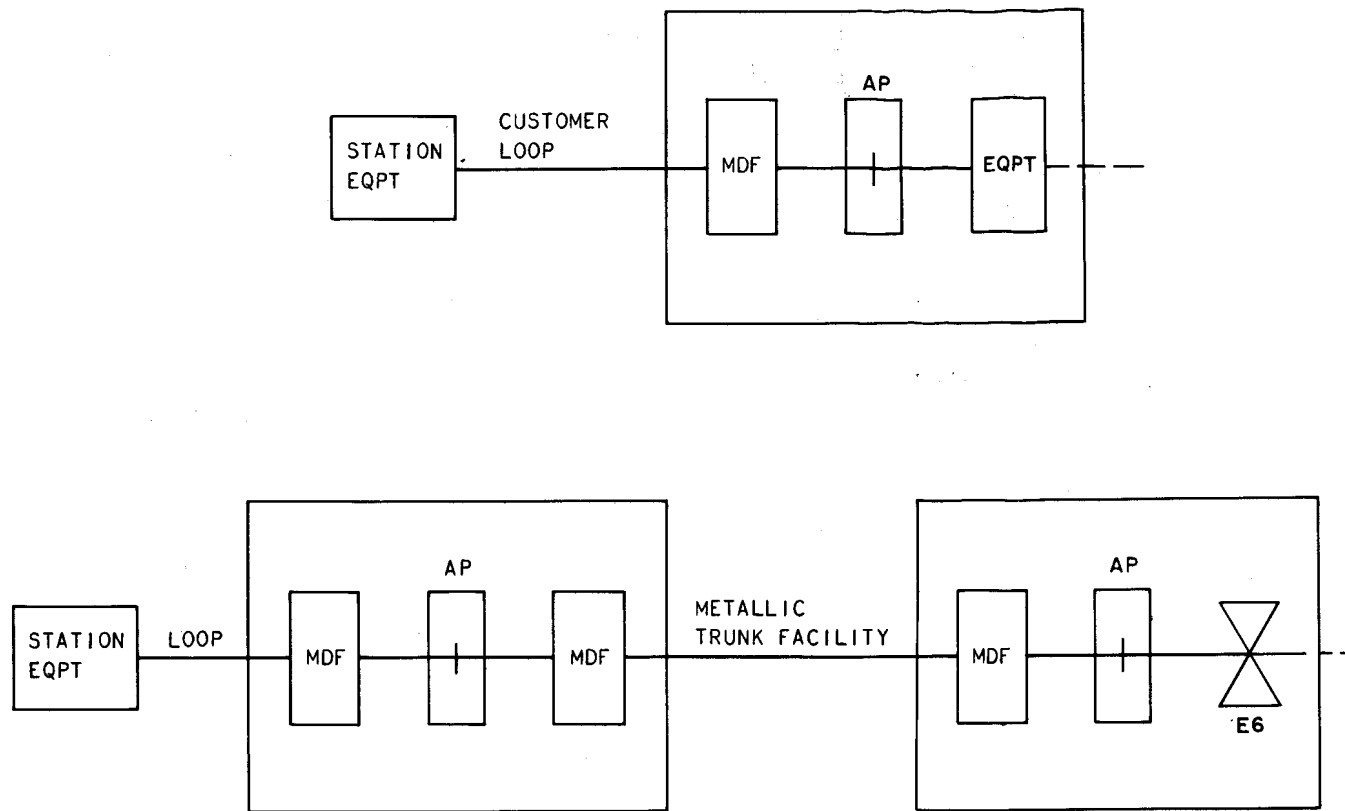 AP
CUSTOMER
LOOP
STATION
EQPT
MDF
EQPT
AP
AP
METALLIC
TRUNK FACILITY
STATION
EQPT
LOOP
MDF
MDF
MDF
E6